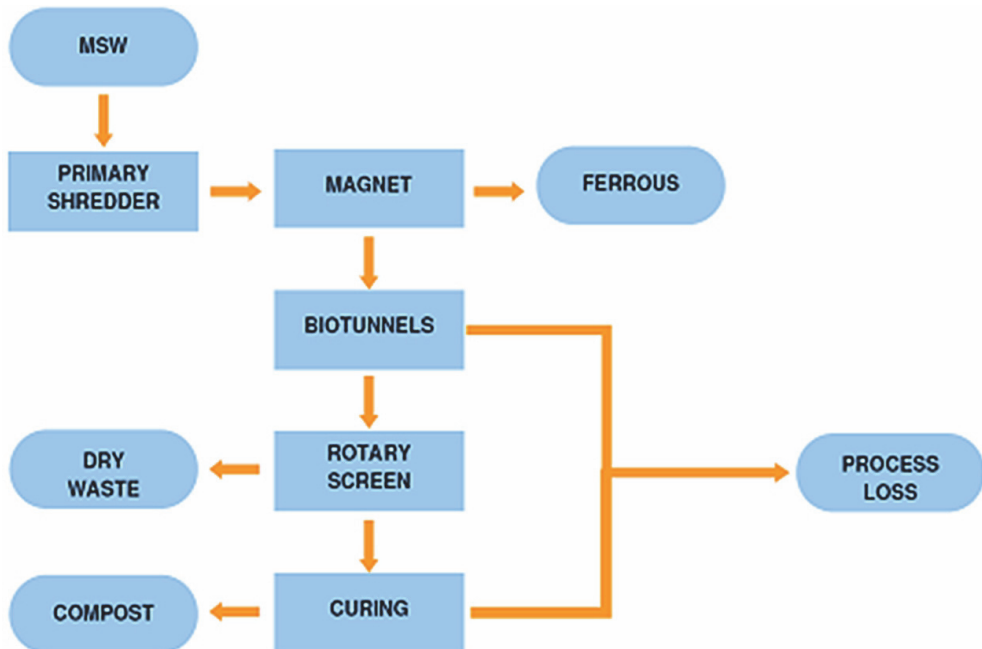 MSW
PRIMARY
SHREDDER
MAGNET
FERROUS
BIOTUNNELS
DRY
WASTE
ROTARY
SCREEN
PROCESS
LOSS
COMPOST
CURING